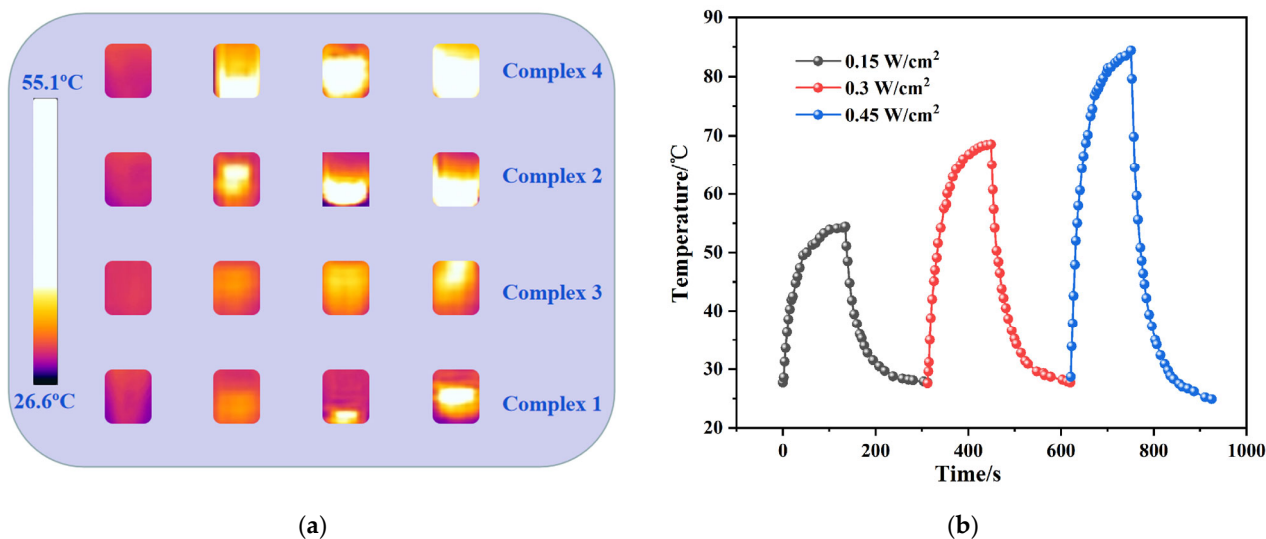 55.1ºC
26.6ºC
Complex 4
Complex 2
Complex 3
Complex 1
(a)
90
80
70
60
50
40
30
20
Temperature/℃
0.15 W/cm²
0.3 W/cm²
0.45 W/cm²
0 200 400 600 800 1000
Time/s
(b)